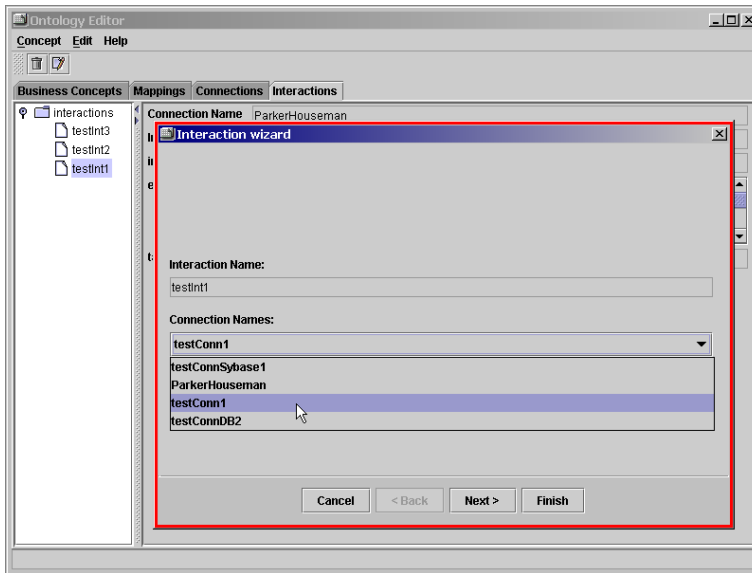 Ontology Editor
Concept Edit Help
Business Concepts Mappings Connections Interactions
interactions
testInt3
testInt2
testInt1
Connection Name ParkerHouseman
Interaction wizard
Interaction Name:
testInt1
Connection Names:
testConn1
testConnSybase1
ParkerHouseman
testConn1
testConnDB2
Cancel < Back Next > Finish